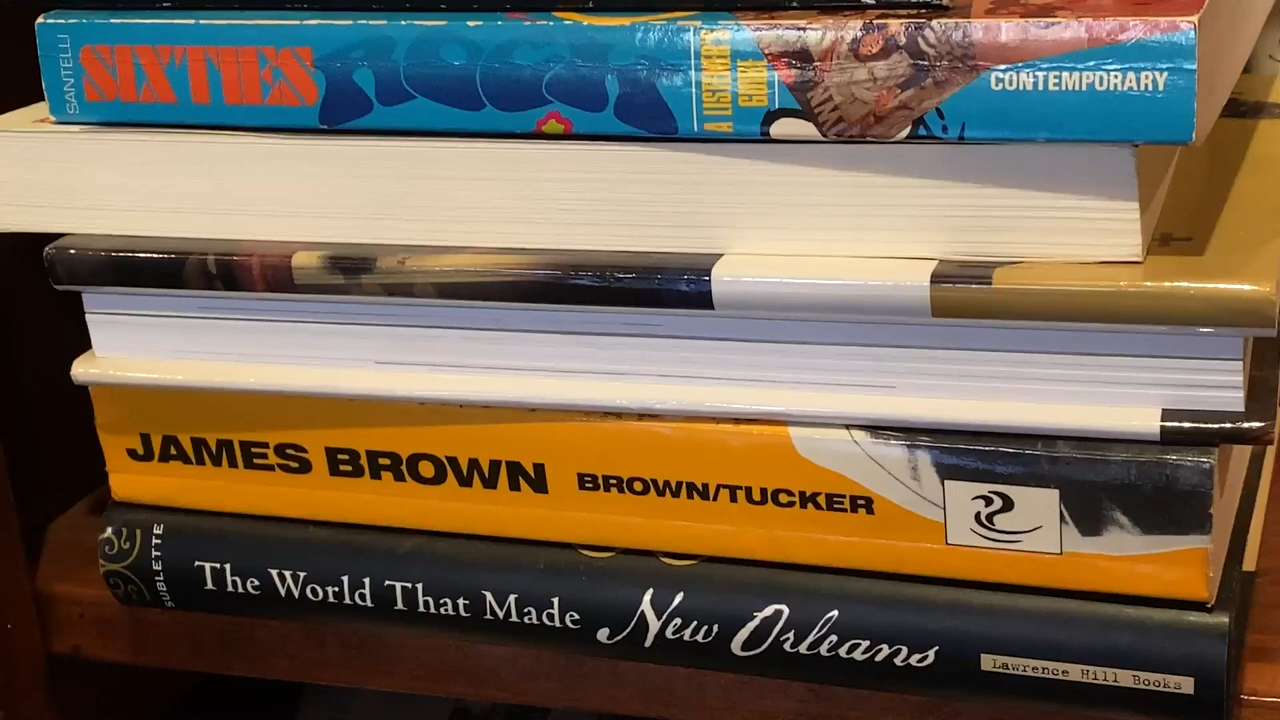 SANTELLI
SIXTIES ROCK
A LISTENER'S
GUIDE
CONTEMPORARY
JAMES BROWN BROWN/TUCKER
SUBLETTE
The World That Made New Orleans
Lawrence Hill Books